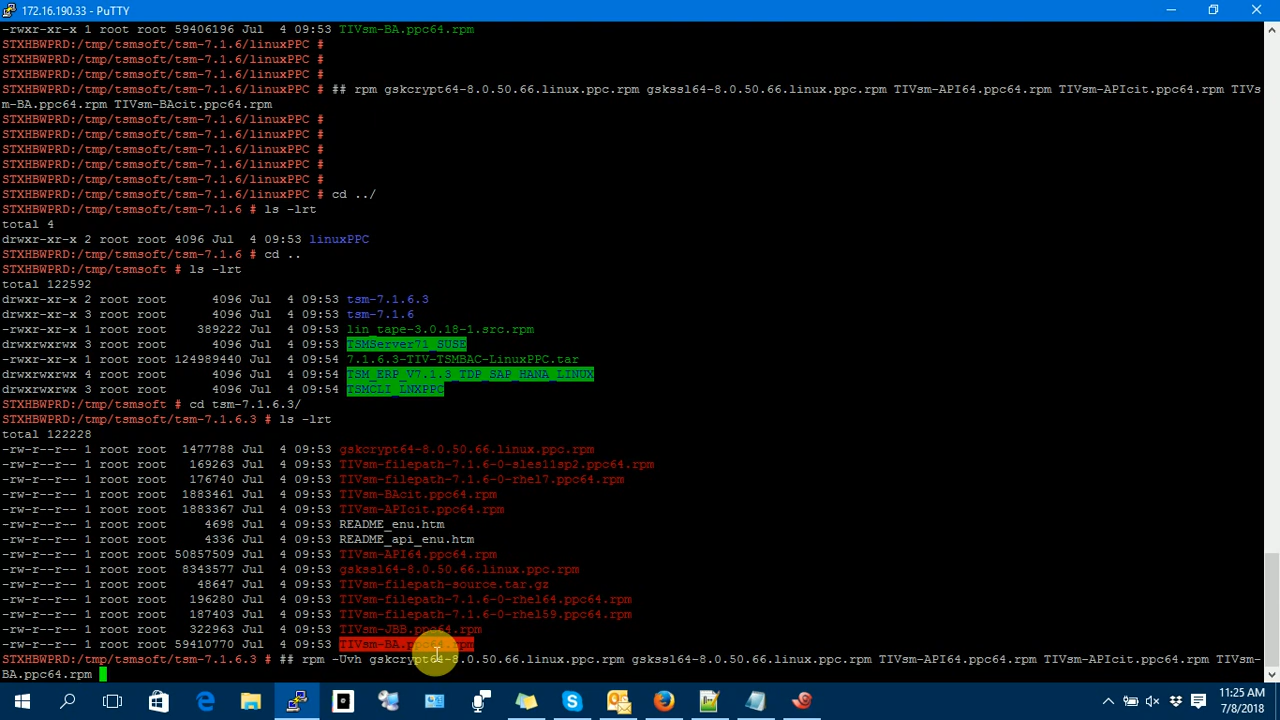 172.16.190.33 - PuTTY
-rwxr-xr-x 1 root root 59406196 Jul  4 09:53 TIVsm-BA.ppc64.rpm
STXHBWPRD:/tmp/tsmsoft/tsm-7.1.6/linuxPPC #
STXHBWPRD:/tmp/tsmsoft/tsm-7.1.6/linuxPPC #
STXHBWPRD:/tmp/tsmsoft/tsm-7.1.6/linuxPPC #
STXHBWPRD:/tmp/tsmsoft/tsm-7.1.6/linuxPPC # ## rpm gskcrypt64-8.0.50.66.linux.ppc.rpm gskssl64-8.0.50.66.linux.ppc.rpm TIVsm-API64.ppc64.rpm TIVsm-APIcit.ppc64.rpm TIVs
m-BA.ppc64.rpm TIVsm-BAcit.ppc64.rpm
STXHBWPRD:/tmp/tsmsoft/tsm-7.1.6/linuxPPC #
STXHBWPRD:/tmp/tsmsoft/tsm-7.1.6/linuxPPC #
STXHBWPRD:/tmp/tsmsoft/tsm-7.1.6/linuxPPC #
STXHBWPRD:/tmp/tsmsoft/tsm-7.1.6/linuxPPC #
STXHBWPRD:/tmp/tsmsoft/tsm-7.1.6/linuxPPC #
STXHBWPRD:/tmp/tsmsoft/tsm-7.1.6/linuxPPC # cd ../
STXHBWPRD:/tmp/tsmsoft/tsm-7.1.6 # ls -lrt
total 4
drwxr-xr-x 2 root root 4096 Jul  4 09:53 linuxPPC
STXHBWPRD:/tmp/tsmsoft/tsm-7.1.6 # cd ..
STXHBWPRD:/tmp/tsmsoft # ls -lrt
total 122592
drwxr-xr-x 2 root root      4096 Jul  4 09:53 tsm-7.1.6.3
drwxr-xr-x 3 root root      4096 Jul  4 09:53 tsm-7.1.6
-rwxr-xr-x 1 root root    389222 Jul  4 09:53 lin_tape-3.0.18-1.src.rpm
drwxrwxrwx 3 root root      4096 Jul  4 09:53 TSMServer71_SUSE
-rwxr-xr-x 1 root root 124989440 Jul  4 09:54 7.1.6.3-TIV-TSMBAC-LinuxPPC.tar
drwxrwxrwx 4 root root      4096 Jul  4 09:54 TSM_ERP_V7.1.3_TDP_SAP_HANA_LINUX
drwxrwxrwx 3 root root      4096 Jul  4 09:54 TSMCLI_LNXPPC
STXHBWPRD:/tmp/tsmsoft # cd tsm-7.1.6.3/
STXHBWPRD:/tmp/tsmsoft/tsm-7.1.6.3 # ls -lrt
total 122228
-rw-r--r-- 1 root root  1477788 Jul  4 09:53 gskcrypt64-8.0.50.66.linux.ppc.rpm
-rw-r--r-- 1 root root   169263 Jul  4 09:53 TIVsm-filepath-7.1.6-0-sles11sp2.ppc64.rpm
-rw-r--r-- 1 root root   176740 Jul  4 09:53 TIVsm-filepath-7.1.6-0-rhel7.ppc64.rpm
-rw-r--r-- 1 root root  1883461 Jul  4 09:53 TIVsm-BAcit.ppc64.rpm
-rw-r--r-- 1 root root  1883367 Jul  4 09:53 TIVsm-APIcit.ppc64.rpm
-rw-r--r-- 1 root root     4698 Jul  4 09:53 README_enu.htm
-rw-r--r-- 1 root root     4336 Jul  4 09:53 README_api_enu.htm
-rw-r--r-- 1 root root 50857509 Jul  4 09:53 TIVsm-API64.ppc64.rpm
-rw-r--r-- 1 root root  8343577 Jul  4 09:53 gskssl64-8.0.50.66.linux.ppc.rpm
-rw-r--r-- 1 root root    48647 Jul  4 09:53 TIVsm-filepath-source.tar.gz
-rw-r--r-- 1 root root   196280 Jul  4 09:53 TIVsm-filepath-7.1.6-0-rhel64.ppc64.rpm
-rw-r--r-- 1 root root   187403 Jul  4 09:53 TIVsm-filepath-7.1.6-0-rhel59.ppc64.rpm
-rw-r--r-- 1 root root   322963 Jul  4 09:53 TIVsm-JBB.ppc64.rpm
-rw-r--r-- 1 root root 59410770 Jul  4 09:53 TIVsm-BA.ppc64.rpm
STXHBWPRD:/tmp/tsmsoft/tsm-7.1.6.3 # ## rpm -Uvh gskcrypt64-8.0.50.66.linux.ppc.rpm gskssl64-8.0.50.66.linux.ppc.rpm TIVsm-API64.ppc64.rpm TIVsm-APIcit.ppc64.rpm TIVsm-
BA.ppc64.rpm
11:25 AM
7/8/2018